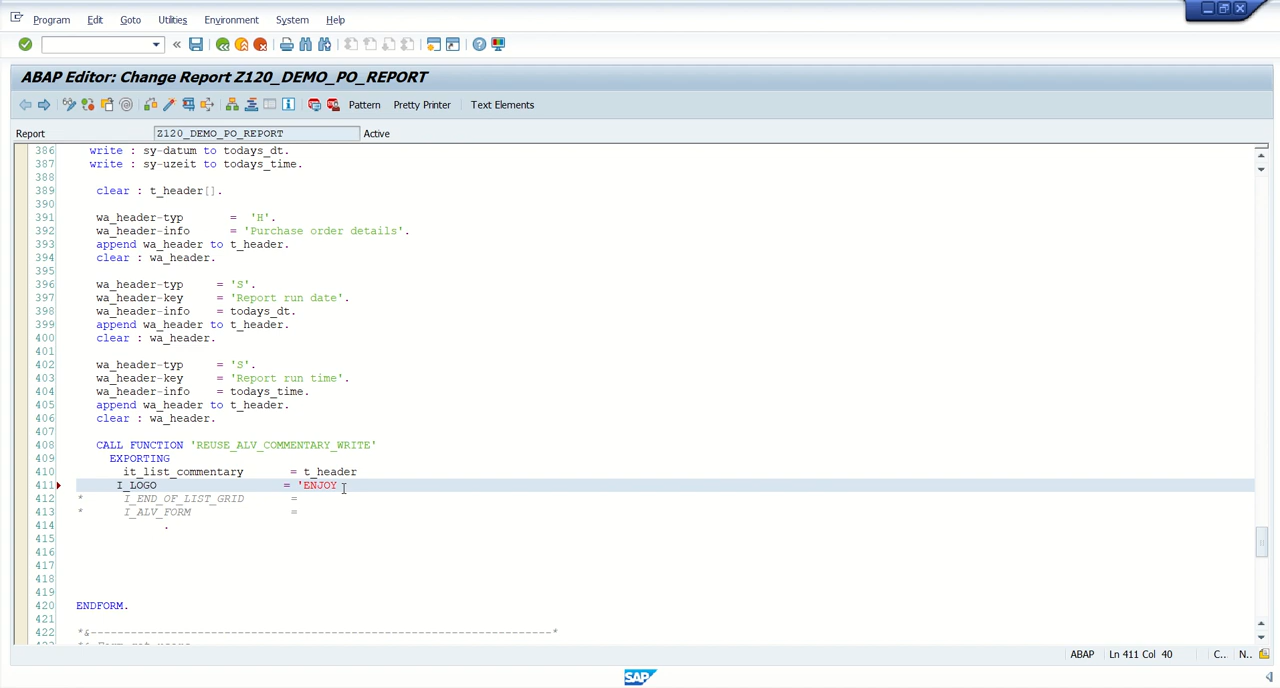 Program Edit Goto Utilities Environment System Help
ABAP Editor: Change Report Z120_DEMO_PO_REPORT
Pattern Pretty Printer Text Elements
Report Z120_DEMO_PO_REPORT Active
386 write : sy-datum to todays_dt.
387 write : sy-uzeit to todays_time.
388
389 clear : t_header[].
390
391 wa_header-typ = 'H'.
392 wa_header-info = 'Purchase order details'.
393 append wa_header to t_header.
394 clear : wa_header.
395
396 wa_header-typ = 'S'.
397 wa_header-key = 'Report run date'.
398 wa_header-info = todays_dt.
399 append wa_header to t_header.
400 clear : wa_header.
401
402 wa_header-typ = 'S'.
403 wa_header-key = 'Report run time'.
404 wa_header-info = todays_time.
405 append wa_header to t_header.
406 clear : wa_header.
407
408 CALL FUNCTION 'REUSE_ALV_COMMENTARY_WRITE'
409 EXPORTING
410 it_list_commentary = t_header
411 I_LOGO = 'ENJOY
412 * I_END_OF_LIST_GRID =
413 * I_ALV_FORM =
414 .
415
416
417
418
419
420 ENDFORM.
421
422 *&---------------------------------------------------------------------*
ABAP Ln 411 Col 40 C.. N..
SAP